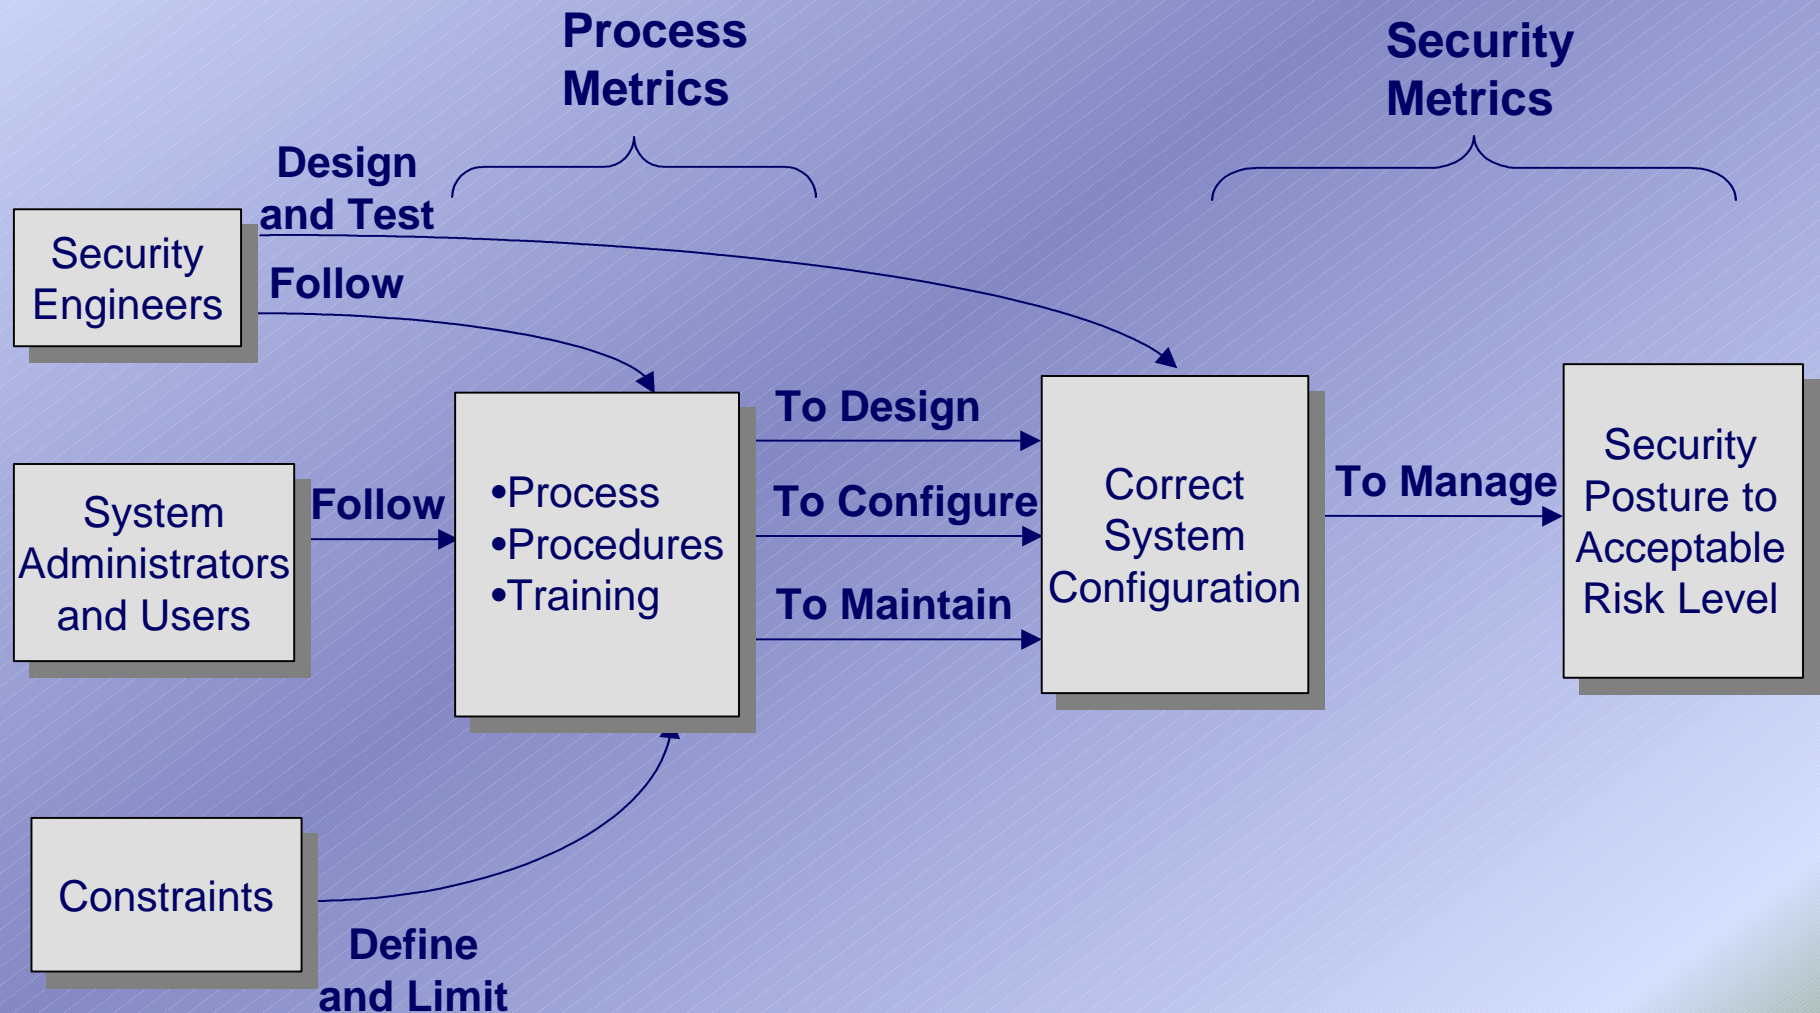 Process
Metrics
Security
Metrics
Design
and Test
Security
Engineers
Follow
To Design
System
Administrators
and Users
Follow
•Process
•Procedures
•Training
To Configure
To Maintain
Correct
System
Configuration
To Manage
Security
Posture to
Acceptable
Risk Level
Constraints
Define
and Limit